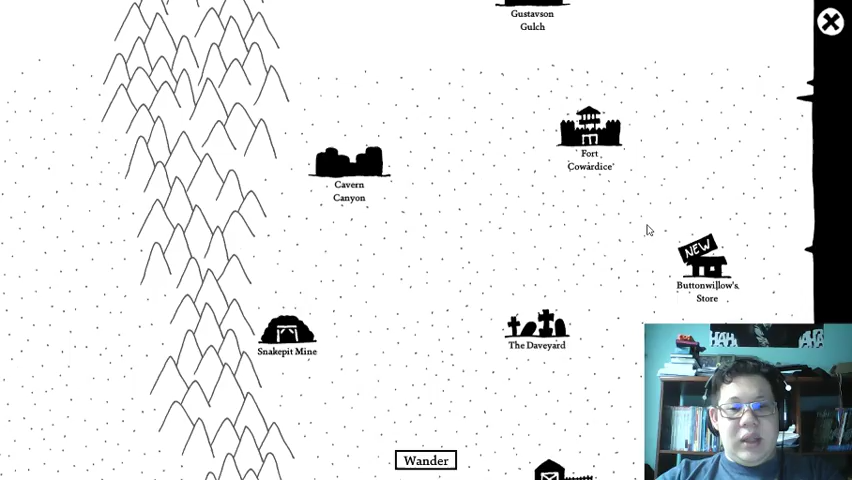 Gustavson
Gulch
Fort
Cowardice
Cavern
Canyon
NEW
Buttonwillow's
Store
Snakepit Mine
The Daveyard
Wander